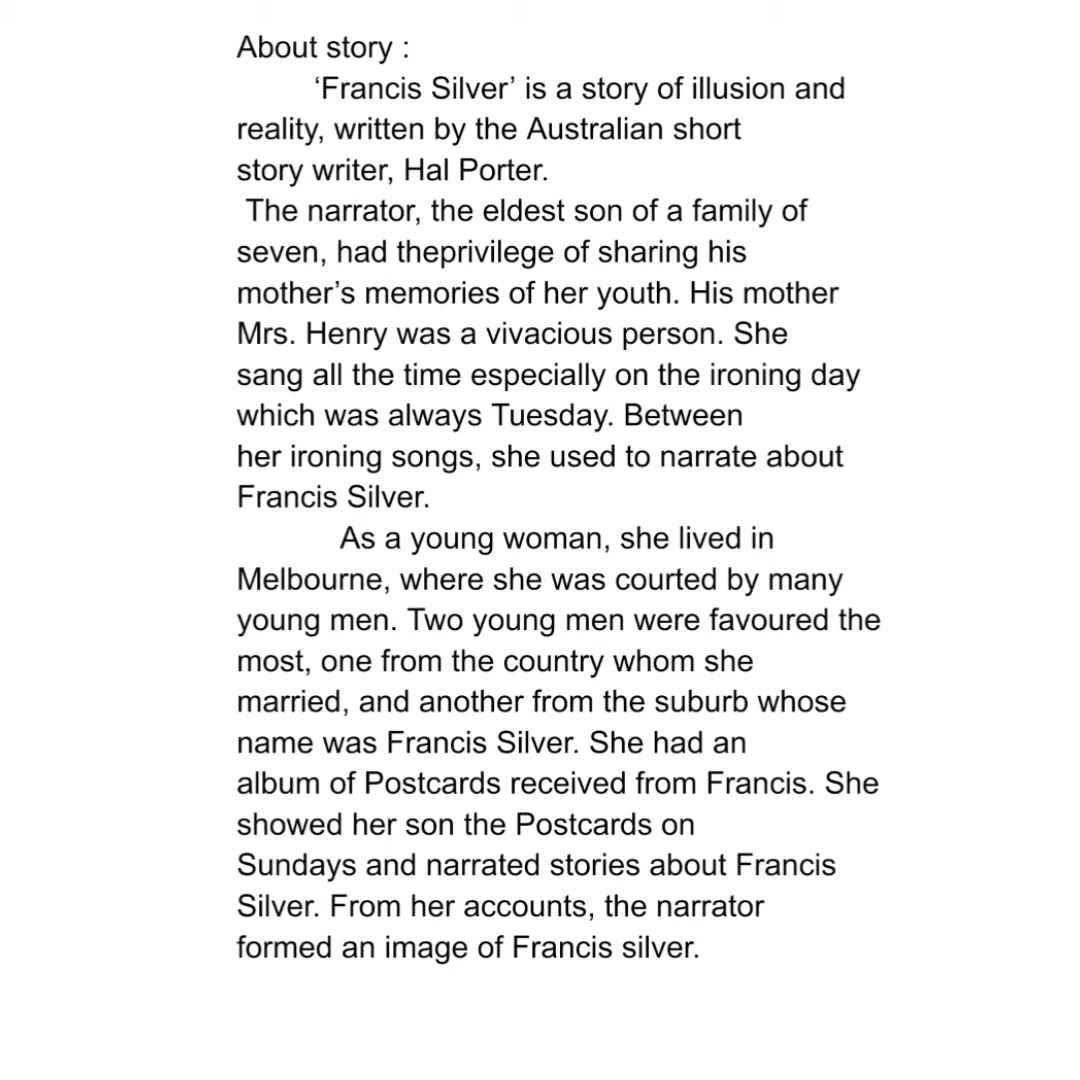 About story :
‘Francis Silver’ is a story of illusion and
reality, written by the Australian short
story writer, Hal Porter.
The narrator, the eldest son of a family of
seven, had theprivilege of sharing his
mother’s memories of her youth. His mother
Mrs. Henry was a vivacious person. She
sang all the time especially on the ironing day
which was always Tuesday. Between
her ironing songs, she used to narrate about
Francis Silver.
As a young woman, she lived in
Melbourne, where she was courted by many
young men. Two young men were favoured the
most, one from the country whom she
married, and another from the suburb whose
name was Francis Silver. She had an
album of Postcards received from Francis. She
showed her son the Postcards on
Sundays and narrated stories about Francis
Silver. From her accounts, the narrator
formed an image of Francis silver.